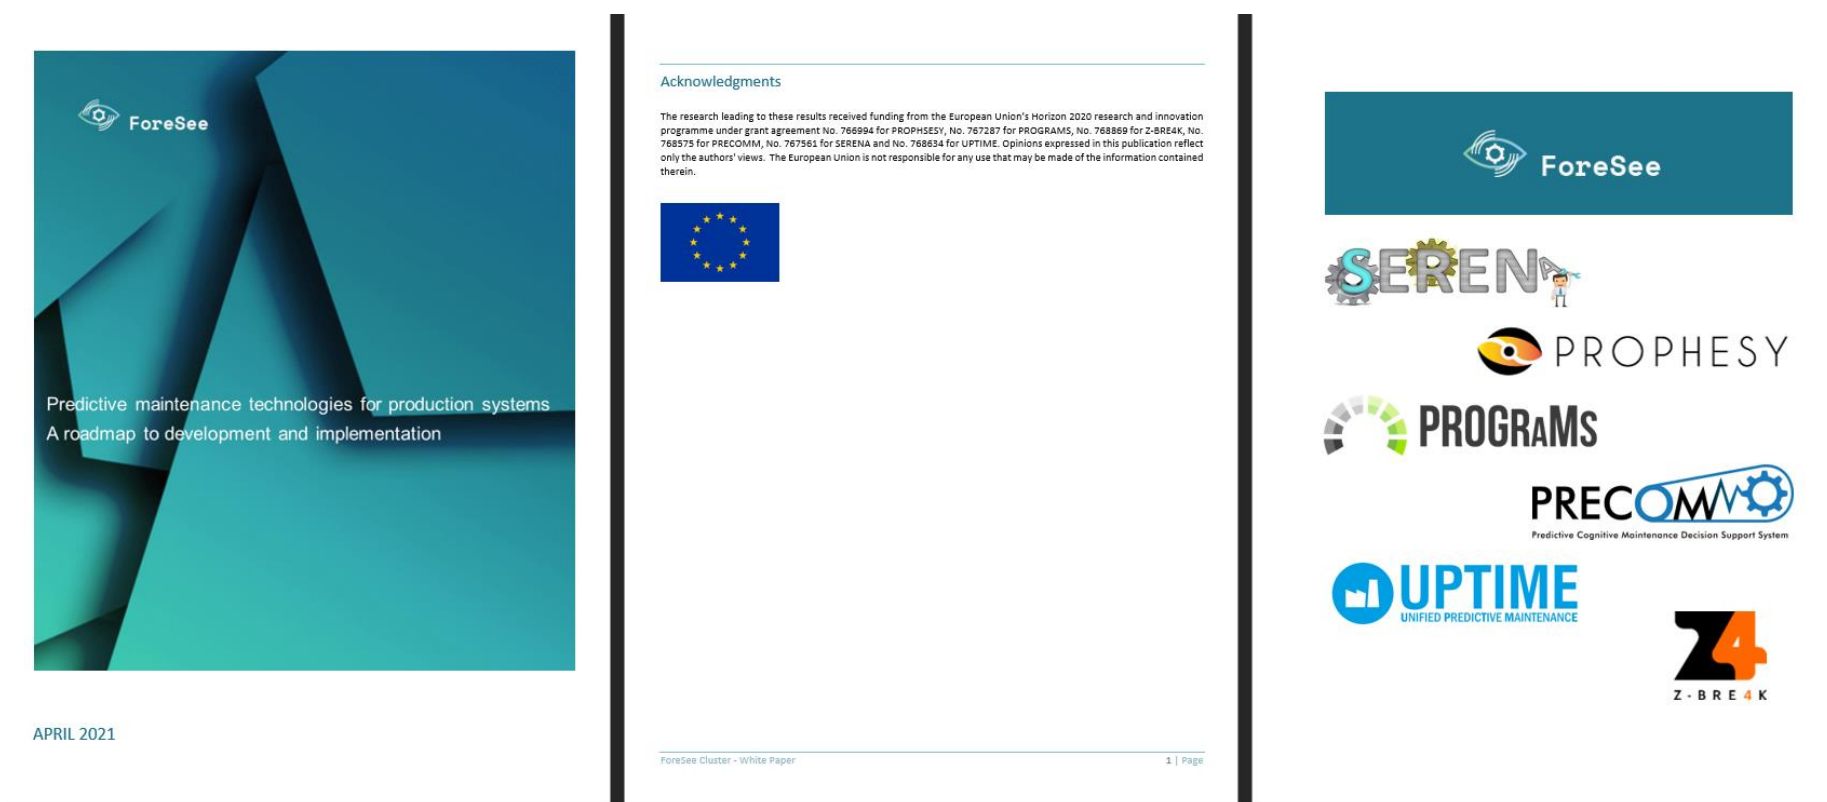 ForeSee
Predictive maintenance technologies for production systems
A roadmap to development and implementation
APRIL 2021
Acknowledgments
The research leading to these results received funding from the European Union's Horizon 2020 research and innovation
programme under grant agreement No. 766994 for PROPHSESY, No. 767287 for PROGRAMS, No. 768869 for Z-BRE4K, No.
768575 for PRECOMM, No. 767561 for SERENA and No. 768634 for UPTIME. Opinions expressed in this publication reflect
only the authors' views. The European Union is not responsible for any use that may be made of the information contained
therein.
ForeSee Cluster - White Paper
1 | Page
ForeSee
SERENA
PROPHESY
PROGRaMs
PRECOM
Predictive Cognitive Maintenance Decision Support System
UPTIME
UNIFIED PREDICTIVE MAINTENANCE
Z4
Z-BRE4K